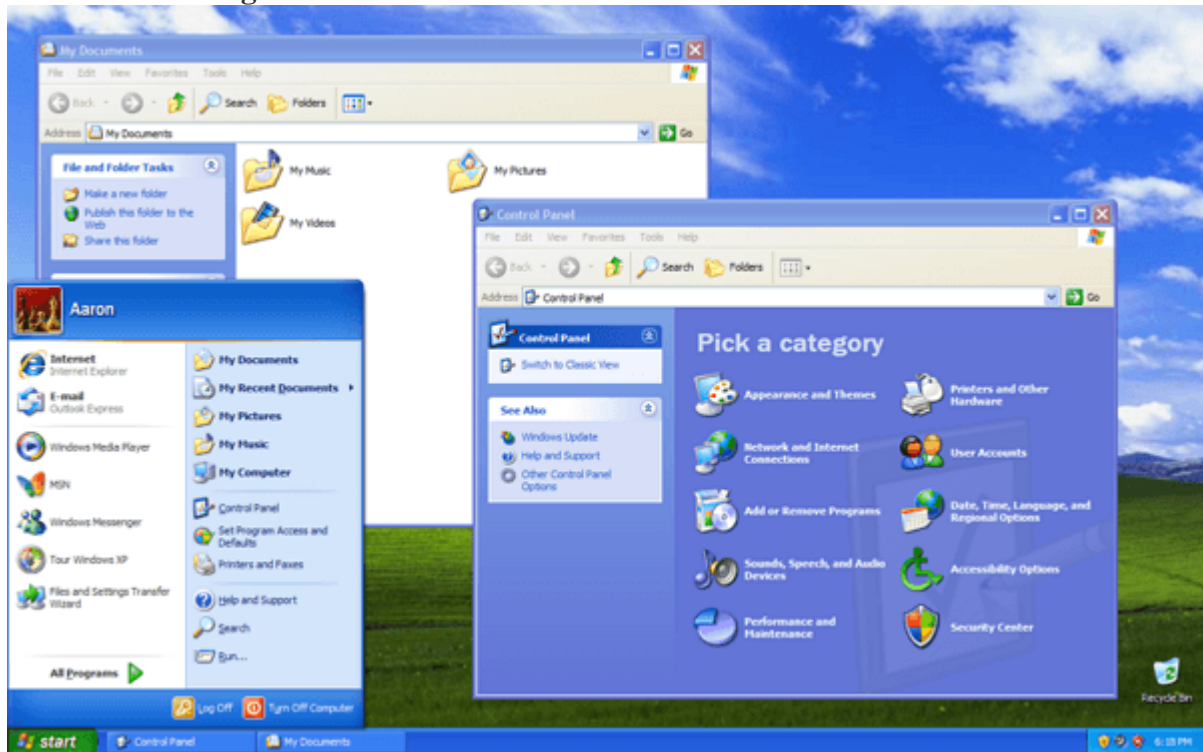 My Documents
File Edit View Favorites Tools Help
Back Search Folders
Address My Documents Go
File and Folder Tasks
Make a new folder
Publish this folder to the
Web
Share this folder
My Music
My Pictures
My Videos
Control Panel
File Edit View Favorites Tools Help
Back Search Folders
Address Control Panel Go
Control Panel
Switch to Classic View
See Also
Windows Update
Help and Support
Other Control Panel
Options
Pick a category
Appearance and Themes
Printers and Other
Hardware
Network and Internet
Connections
User Accounts
Add or Remove Programs
Date, Time, Language, and
Regional Options
Sounds, Speech, and Audio
Devices
Accessibility Options
Performance and
Maintenance
Security Center
Aaron
Internet
Internet Explorer
E-mail
Outlook Express
Windows Media Player
MSN
Windows Messenger
Tour Windows XP
Files and Settings Transfer
Wizard
All Programs
My Documents
My Recent Documents
My Pictures
My Music
My Computer
Control Panel
Set Program Access and
Defaults
Printers and Faxes
Help and Support
Search
Run...
Log Off Turn Off Computer
Recycle Bin
start Control Panel My Documents